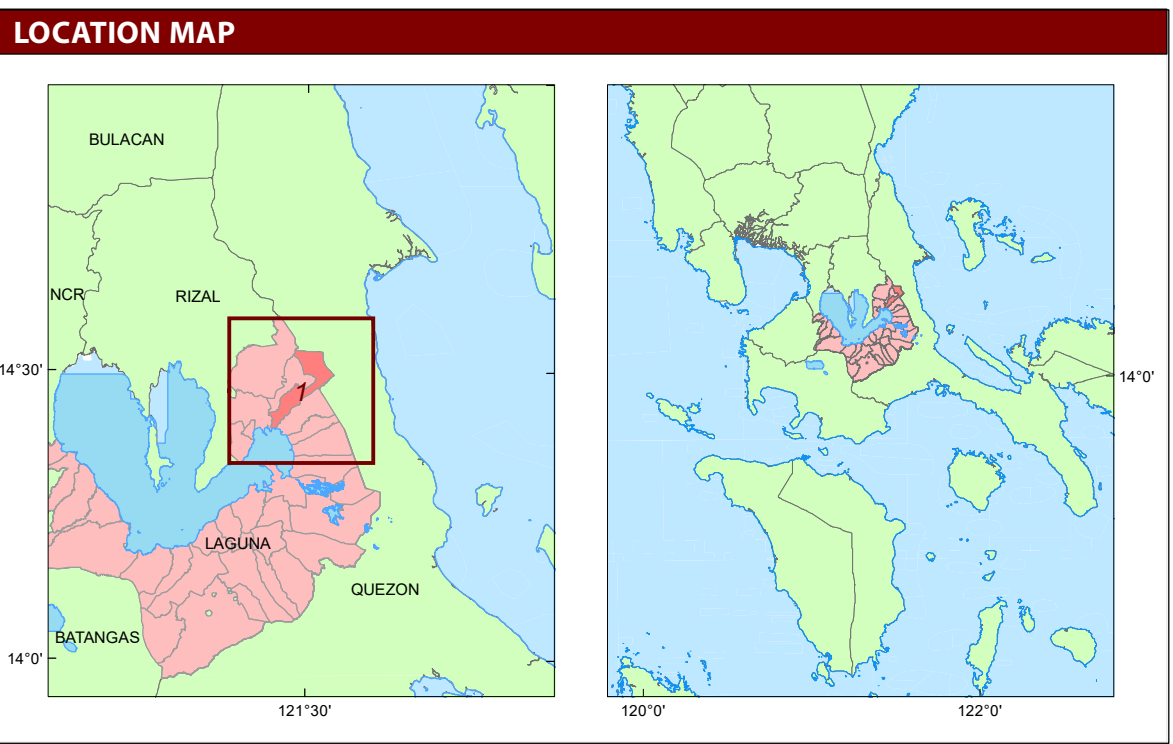 LOCATION MAP
BULACAN
NCR
RIZAL
14°30'
1
LAGUNA
QUEZON
BATANGAS
14°0'
121°30'
14°0'
120°0'
122°0'